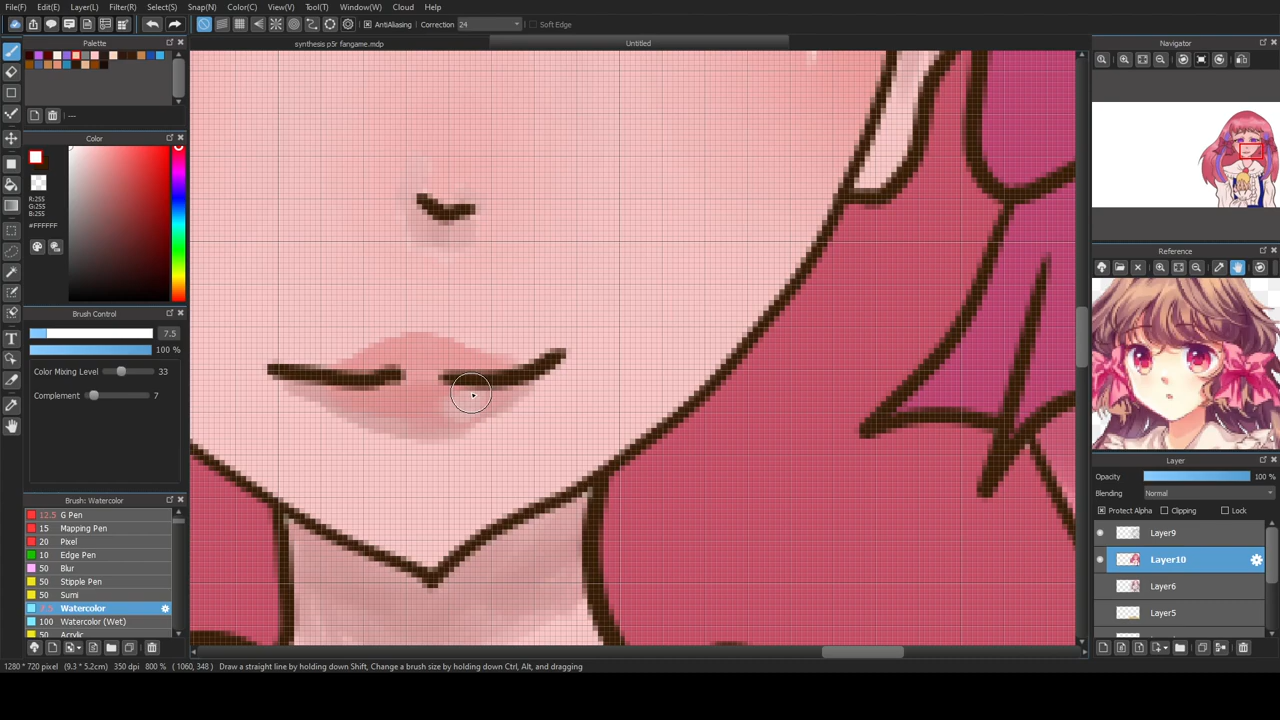 File(F) Edit(E) Layer(L) Filter(R) Select(S) Snap(N) Color(C) View(V) Tool(T) Window(W) Cloud Help
AntiAliasing Correction 24 Soft Edge
Palette
synthesis p5r fangame.mdp Untitled
Navigator
---
Color
R:255
G:255
B:255
#FFFFFF
Reference
Brush Control
7.5
100 %
Color Mixing Level 33
Complement 7
Layer
Opacity 100 %
Blending Normal
Protect Alpha Clipping Lock
Layer9
Layer10
Layer6
Layer5
Brush: Watercolor
12.5 G Pen
15 Mapping Pen
20 Pixel
10 Edge Pen
50 Blur
50 Stipple Pen
50 Sumi
7.5 Watercolor
100 Watercolor (Wet)
50 Acrylic
1280 * 720 pixel (9.3 * 5.2cm) 350 dpi 800 % ( 1060, 348 ) Draw a straight line by holding down Shift, Change a brush size by holding down Ctrl, Alt, and dragging